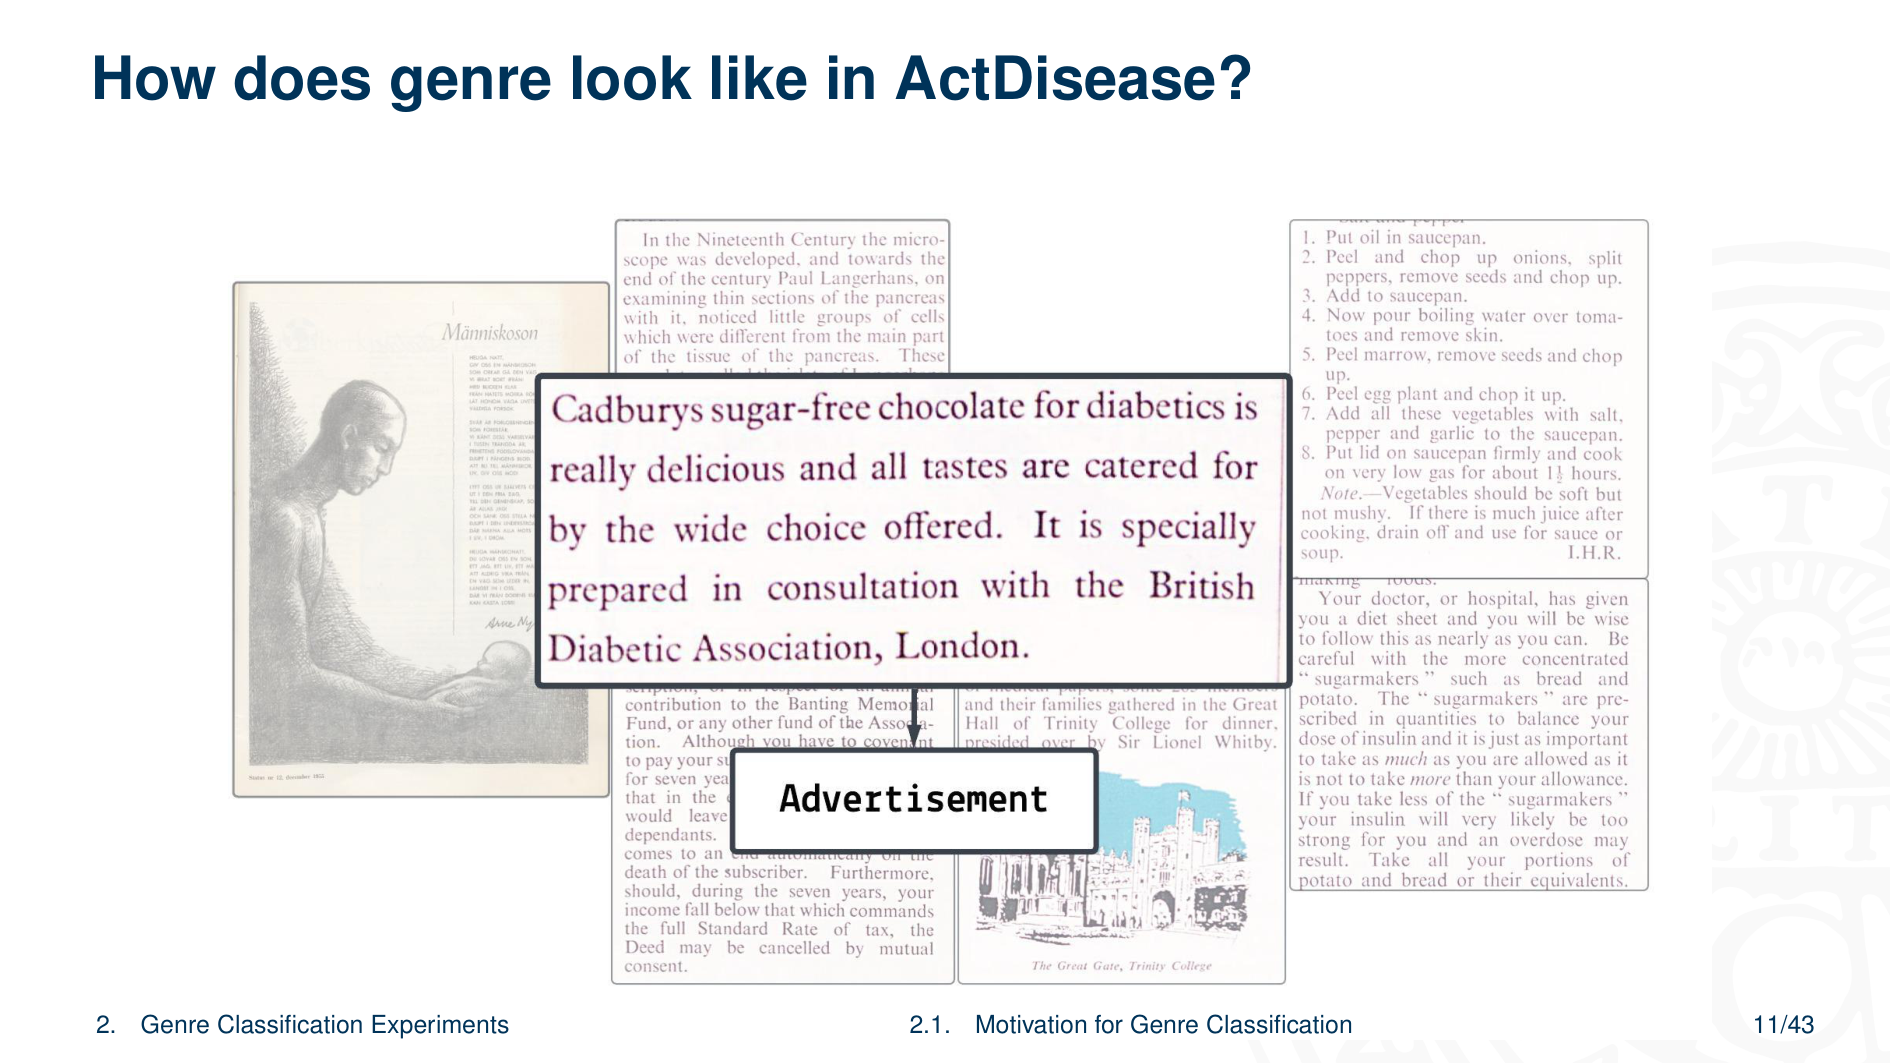 How does genre look like in ActDisease?
Människoson
In the Nineteenth Century the micro-
scope was developed, and towards the
end of the century Paul Langerhans, on
examining thin sections of the pancreas
with it, noticed little groups of cells
which were different from the main part
of the tissue of the pancreas. These
Cadburys sugar-free chocolate for diabetics is
really delicious and all tastes are catered for
by the wide choice offered. It is specially
prepared in consultation with the British
Diabetic Association, London.
Advertisement
contribution to the Banting Memorial
Fund, or any other fund of the Associa-
tion. Although you have to covenant
to pay your
for seven
that in the
would leave
dependants.
comes to an end automatically on the
death of the subscriber. Furthermore,
should, during the seven years, your
income fall below that which commands
the full Standard Rate of tax, the
Deed may be cancelled by mutual
consent.
and their families gathered in the Great
Hall of Trinity College for dinner,
presided over by Sir Lionel Whitby.
The Great Gate, Trinity College
1. Put oil in saucepan.
2. Peel and chop up onions, split
peppers, remove seeds and chop up.
3. Add to saucepan.
4. Now pour boiling water over toma-
toes and remove skin.
5. Peel marrow, remove seeds and chop
up.
6. Peel egg plant and chop it up.
7. Add all these vegetables with salt,
pepper and garlic to the saucepan.
8. Put lid on saucepan firmly and cook
on very low gas for about 1½ hours.
Note.—Vegetables should be soft but
not mushy. If there is much juice after
cooking, drain off and use for sauce or
soup. I.H.R.
making foods.
Your doctor, or hospital, has given
you a diet sheet and you will be wise
to follow this as nearly as you can. Be
careful with the more concentrated
“ sugarmakers ” such as bread and
potato. The “ sugarmakers ” are pre-
scribed in quantities to balance your
dose of insulin and it is just as important
to take as much as you are allowed as it
is not to take more than your allowance.
If you take less of the “ sugarmakers ”
your insulin will very likely be too
strong for you and an overdose may
result. Take all your portions of
potato and bread or their equivalents.
2. Genre Classification Experiments
2.1. Motivation for Genre Classification
11/43